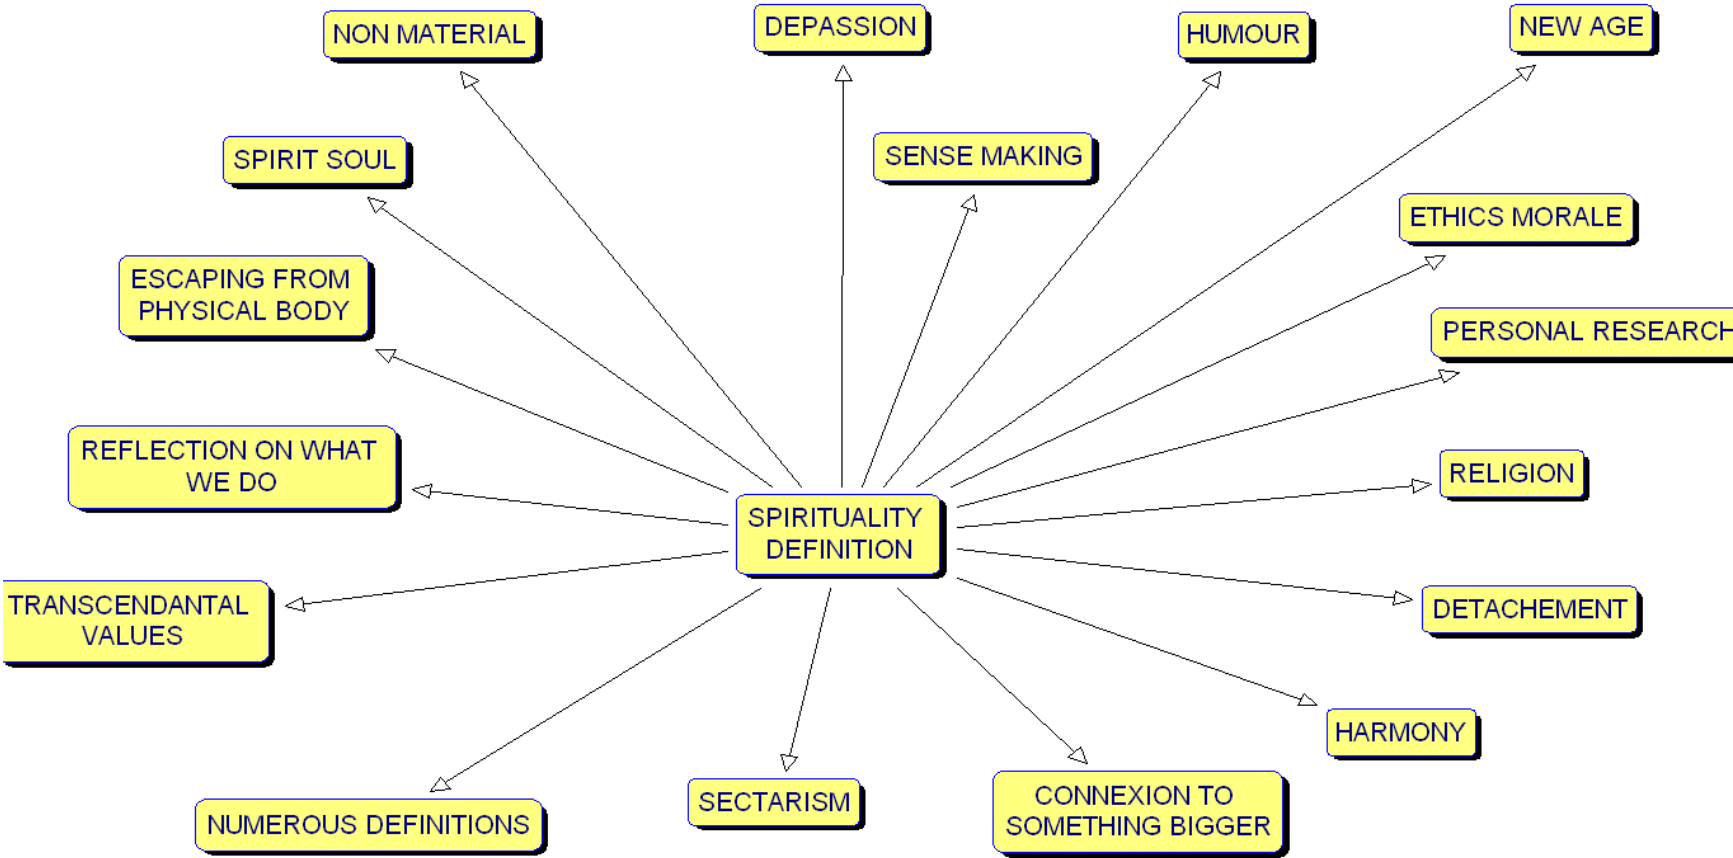 NON MATERIAL
DEPASSION
HUMOUR
NEW AGE
SPIRIT SOUL
SENSE MAKING
ETHICS MORALE
ESCAPING FROM
PHYSICAL BODY
PERSONAL RESEARCH
REFLECTION ON WHAT
WE DO
RELIGION
SPIRITUALITY
DEFINITION
TRANSCENDANTAL
VALUES
DETACHEMENT
HARMONY
NUMEROUS DEFINITIONS
SECTARISM
CONNEXION TO
SOMETHING BIGGER